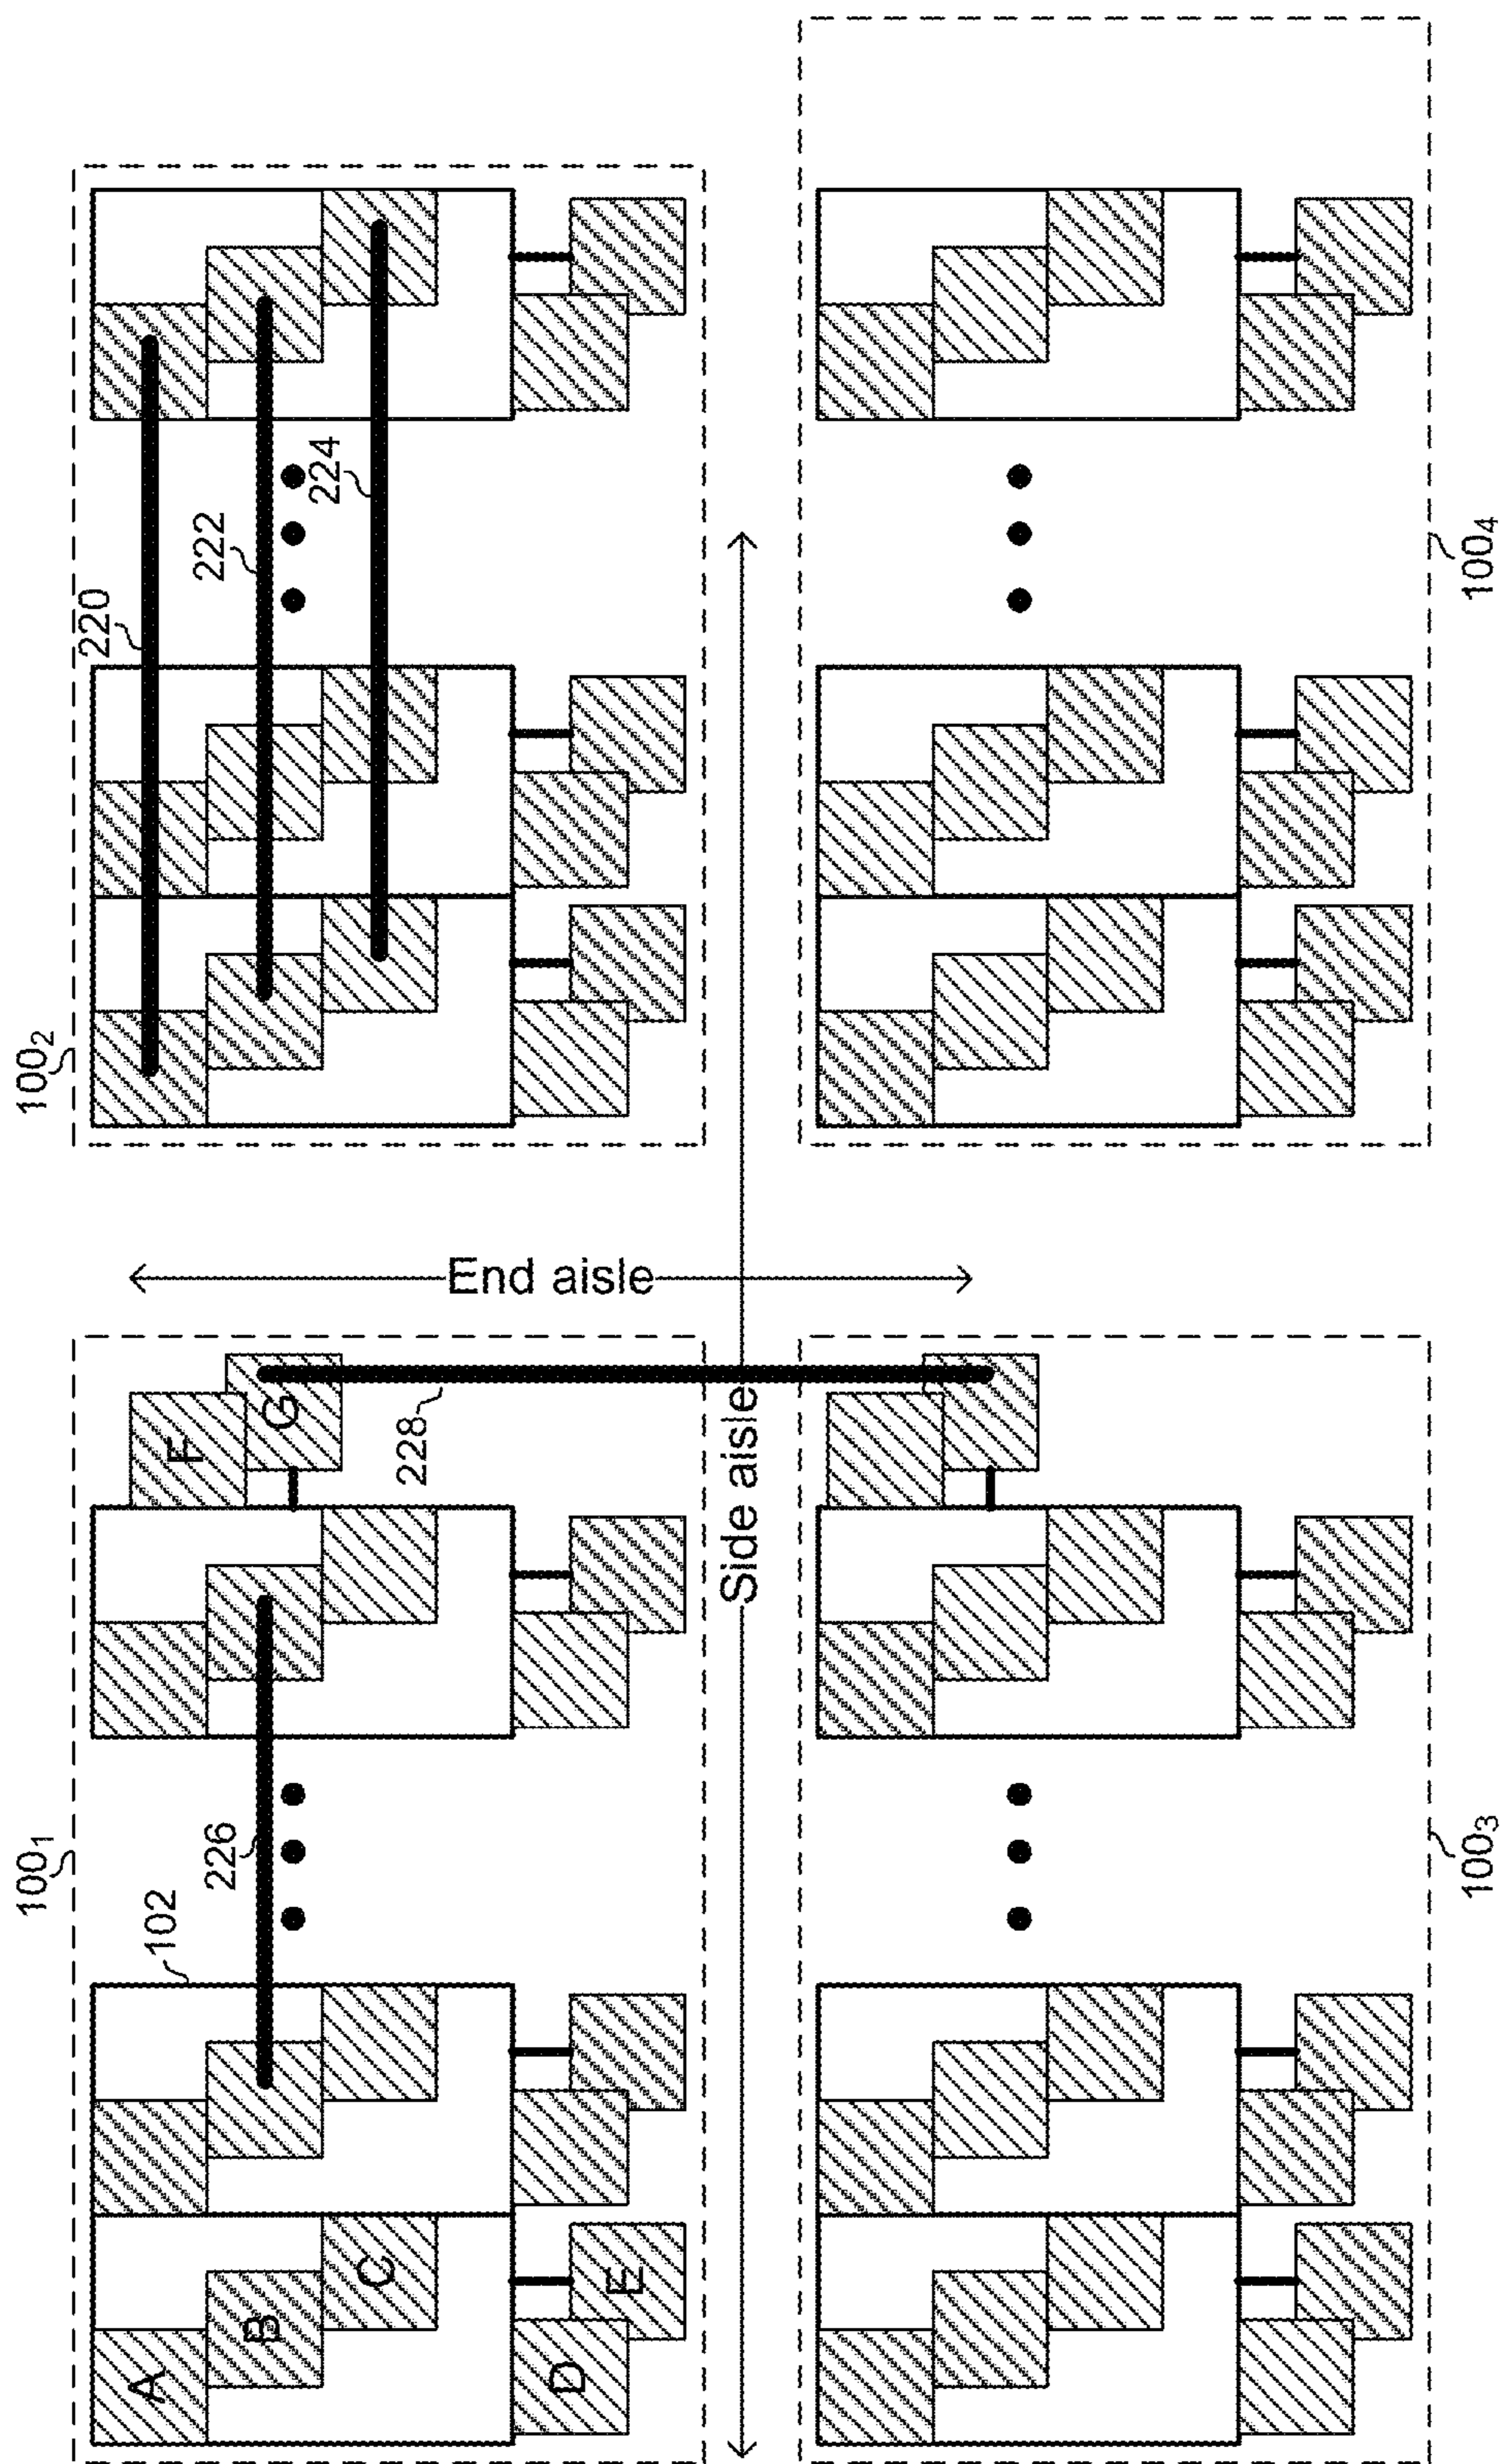 100₂
220
222
224
End aisle
100₁
F
G
228
Side aisle
226
102
A
B
C
D
E
100₄
100₃